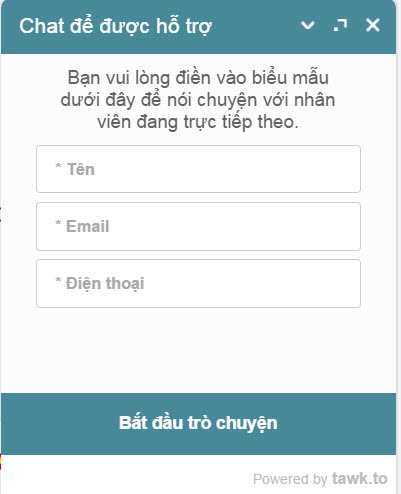 Chat để được hỗ trợ
Bạn vui lòng điền vào biểu mẫu
dưới đây để nói chuyện với nhân
viên đang trực tiếp theo.
* Tên
* Email
* Điện thoại
Bắt đầu trò chuyện
Powered by tawk.to